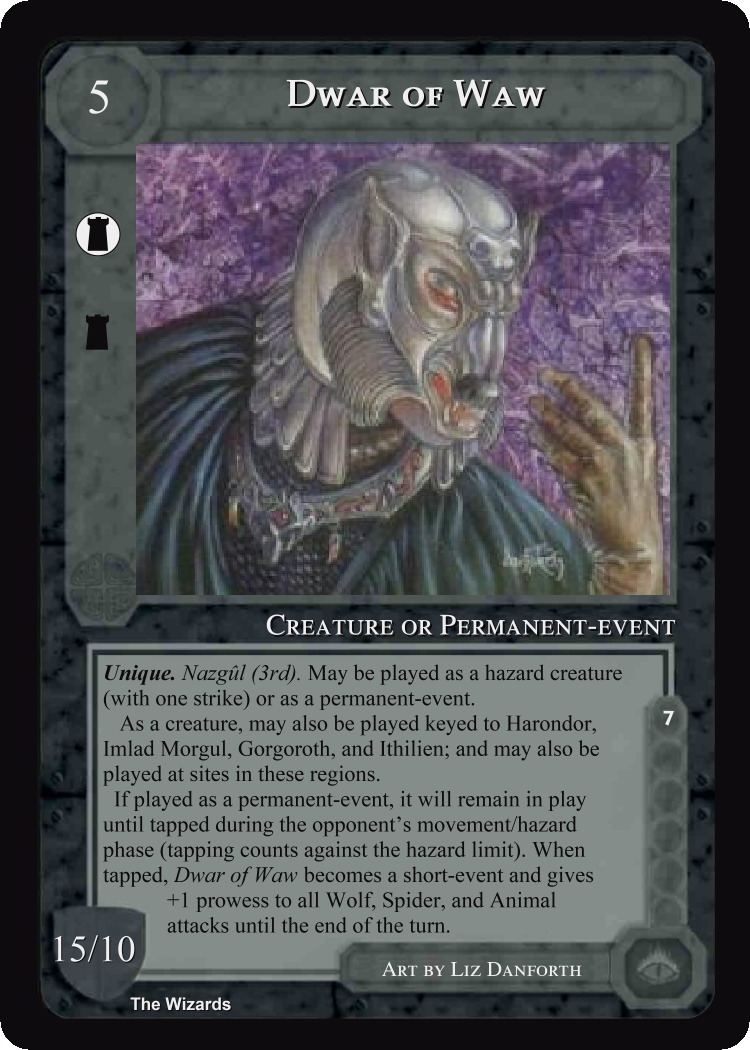 5
Dwar of Waw
Creature or Permanent-event
Unique. Nazgûl (3rd). May be played as a hazard creature
(with one strike) or as a permanent-event.
As a creature, may also be played keyed to Harondor,
Imlad Morgul, Gorgoroth, and Ithilien; and may also be
played at sites in these regions.
If played as a permanent-event, it will remain in play
until tapped during the opponent's movement/hazard
phase (tapping counts against the hazard limit). When
tapped, Dwar of Waw becomes a short-event and gives
+1 prowess to all Wolf, Spider, and Animal
attacks until the end of the turn.
7
15/10
Art by Liz Danforth
The Wizards